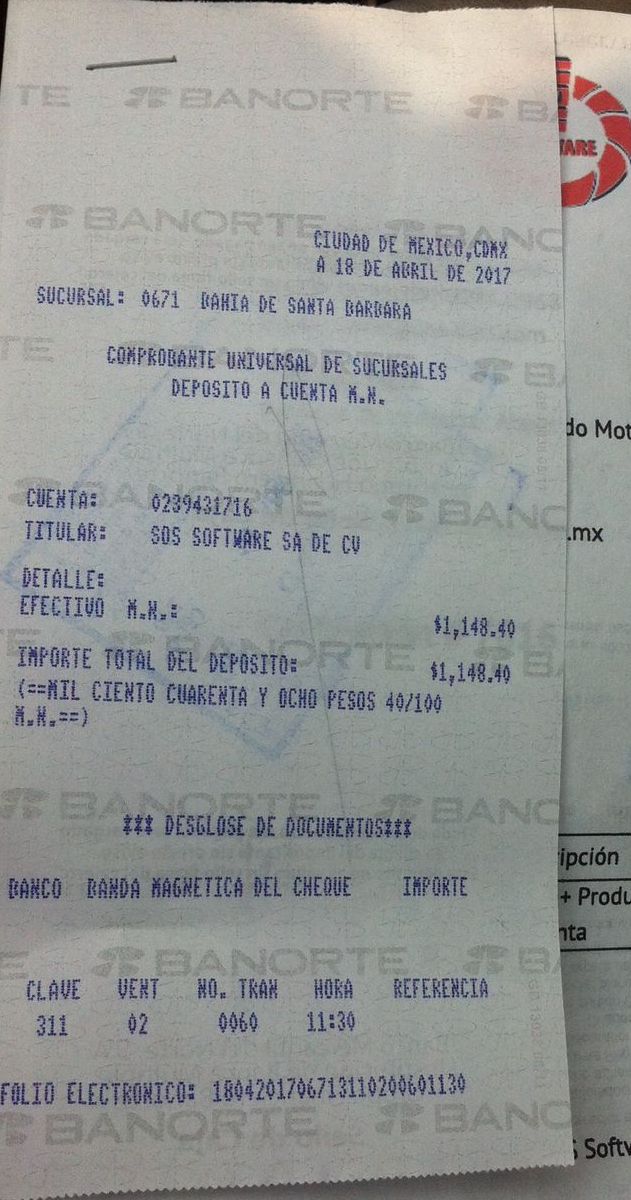 BANORTE
CIUDAD DE MEXICO,CDMX
A 18 DE ABRIL DE 2017
SUCURSAL: 0671 BAHIA DE SANTA BARBARA
COMPROBANTE UNIVERSAL DE SUCURSALES
DEPOSITO A CUENTA M.N.
CUENTA: 0239431716
TITULAR: SOS SOFTWARE SA DE CV
DETALLE:
EFECTIVO M.N.: $1,148.40
IMPORTE TOTAL DEL DEPOSITO: $1,148.40
(==MIL CIENTO CUARENTA Y OCHO PESOS 40/100
M.N.==)
*** DESGLOSE DE DOCUMENTOS***
BANCO BANDA MAGNETICA DEL CHEQUE IMPORTE
CLAVE VENT NO. TRAN HORA REFERENCIA
311 02 0060 11:30
FOLIO ELECTRONICO: 1804201706713110200601130
do Mot
.mx
ipción
+ Produ
nta
S Softw